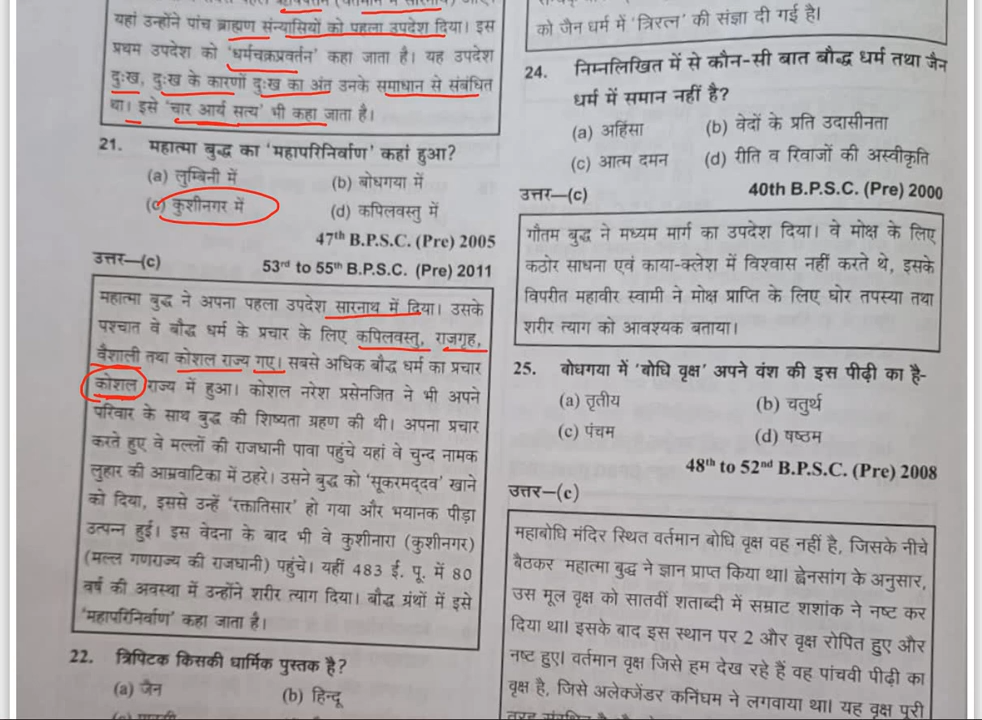 यहां उन्होंने पांच ब्राह्मण संन्यासियों को पहला उपदेश दिया। इस
प्रथम उपदेश को 'धर्मचक्रप्रवर्तन' कहा जाता है। यह उपदेश
दुःख, दुःख के कारणों दुःख का अंत उनके समाधान से संबंधित
था। इसे 'चार आर्य सत्य' भी कहा जाता है।
21. महात्मा बुद्ध का 'महापरिनिर्वाण' कहां हुआ?
(a) लुम्बिनी में (b) बोधगया में
(c) कुशीनगर में (d) कपिलवस्तु में
47th B.P.S.C. (Pre) 2005
उत्तर—(c) 53rd to 55th B.P.S.C. (Pre) 2011
महात्मा बुद्ध ने अपना पहला उपदेश सारनाथ में दिया। उसके
पश्चात वे बौद्ध धर्म के प्रचार के लिए कपिलवस्तु, राजगृह,
वैशाली तथा कोशल राज्य गए। सबसे अधिक बौद्ध धर्म का प्रचार
कोशल राज्य में हुआ। कोशल नरेश प्रसेनजित ने भी अपने
परिवार के साथ बुद्ध की शिष्यता ग्रहण की थी। अपना प्रचार
करते हुए वे मल्लों की राजधानी पावा पहुंचे यहां वे चुन्द नामक
लुहार की आम्रवाटिका में ठहरे। उसने बुद्ध को 'सूकरमद्दव' खाने
को दिया, इससे उन्हें 'रक्तातिसार' हो गया और भयानक पीड़ा
उत्पन्न हुई। इस वेदना के बाद भी वे कुशीनारा (कुशीनगर)
(मल्ल गणराज्य की राजधानी) पहुंचे। यहीं 483 ई. पू. में 80
वर्ष की अवस्था में उन्होंने शरीर त्याग दिया। बौद्ध ग्रंथों में इसे
'महापरिनिर्वाण' कहा जाता है।
22. त्रिपिटक किसकी धार्मिक पुस्तक है?
(a) जैन (b) हिन्दू
को जैन धर्म में 'त्रिरत्न' की संज्ञा दी गई है।
24. निम्नलिखित में से कौन-सी बात बौद्ध धर्म तथा जैन
धर्म में समान नहीं है?
(a) अहिंसा (b) वेदों के प्रति उदासीनता
(c) आत्म दमन (d) रीति व रिवाजों की अस्वीकृति
उत्तर—(c) 40th B.P.S.C. (Pre) 2000
गौतम बुद्ध ने मध्यम मार्ग का उपदेश दिया। वे मोक्ष के लिए
कठोर साधना एवं काया-क्लेश में विश्वास नहीं करते थे, इसके
विपरीत महावीर स्वामी ने मोक्ष प्राप्ति के लिए घोर तपस्या तथा
शरीर त्याग को आवश्यक बताया।
25. बोधगया में 'बोधि वृक्ष' अपने वंश की इस पीढ़ी का है-
(a) तृतीय (b) चतुर्थ
(c) पंचम (d) षष्ठम
48th to 52nd B.P.S.C. (Pre) 2008
उत्तर—(c)
महाबोधि मंदिर स्थित वर्तमान बोधि वृक्ष वह नहीं है, जिसके नीचे
बैठकर महात्मा बुद्ध ने ज्ञान प्राप्त किया था। ह्वेनसांग के अनुसार,
उस मूल वृक्ष को सातवीं शताब्दी में सम्राट शशांक ने नष्ट कर
दिया था। इसके बाद इस स्थान पर 2 और वृक्ष रोपित हुए और
नष्ट हुए। वर्तमान वृक्ष जिसे हम देख रहे हैं वह पांचवी पीढ़ी का
वृक्ष है, जिसे अलेक्जेंडर कनिंघम ने लगवाया था। यह वृक्ष पूरी